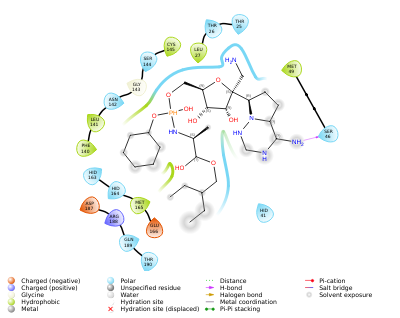 THR
26
THR
25
LEU
27
CYS
145
SER
144
GLY
143
ASN
142
LEU
141
PHE
140
MET
49
SER
46
H₂N
O
O
HO
OH
PH
OH
O
HN
N
HN
N
H
NH₂
HO
O
HID
163
HID
164
MET
165
GLU
166
ASP
187
ARG
188
GLN
189
THR
190
HID
41
Charged (negative)
Charged (positive)
Glycine
Hydrophobic
Metal
Polar
Unspecified residue
Water
Hydration site
Hydration site (displaced)
Distance
H-bond
Halogen bond
Metal coordination
Pi-Pi stacking
Pi-cation
Salt bridge
Solvent exposure